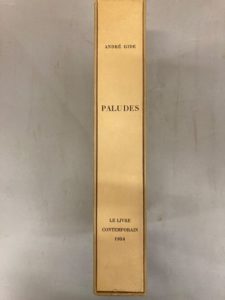 ANDRÉ GIDE
PALUDES
LE LIVRE
CONTEMPORAIN
1964